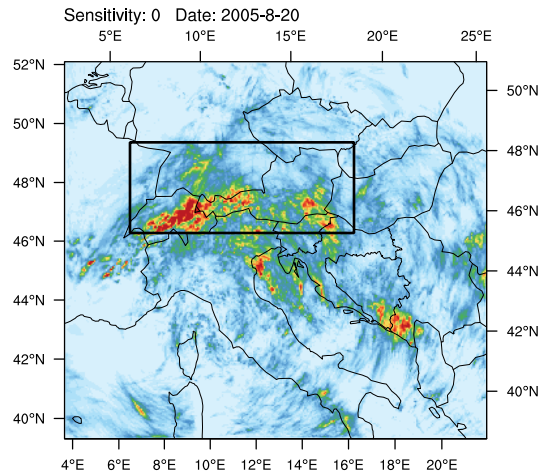 Sensitivity: 0 Date: 2005-8-20
5°E 10°E 15°E 20°E 25°E
52°N
50°N 50°N
48°N 48°N
46°N 46°N
44°N 44°N
42°N 42°N
40°N 40°N
4°E 6°E 8°E 10°E 12°E 14°E 16°E 20°E